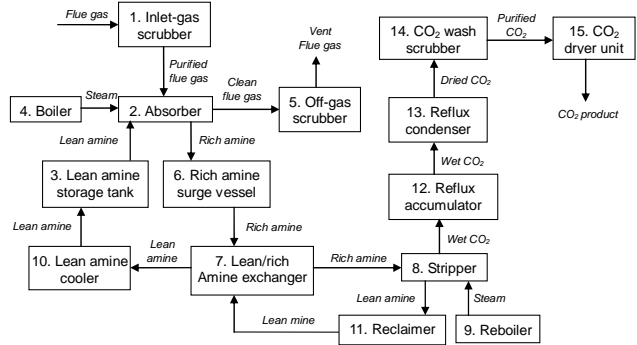 Flue gas
1. Inlet-gas
scrubber
Purified
flue gas
Vent
Flue gas
Clean
flue gas
4. Boiler
Steam
2. Absorber
5. Off-gas
scrubber
Lean amine
Rich amine
3. Lean amine
storage tank
6. Rich amine
surge vessel
Lean amine
Rich amine
10. Lean amine
cooler
Lean
amine
7. Lean/rich
Amine exchanger
Rich amine
8. Stripper
Lean amine
Steam
Lean mine
11. Reclaimer
9. Reboiler
Wet CO₂
12. Reflux
accumulator
Wet CO₂
13. Reflux
condenser
Dried CO₂
14. CO₂ wash
scrubber
Purified
CO₂
15. CO₂
dryer unit
CO₂ product